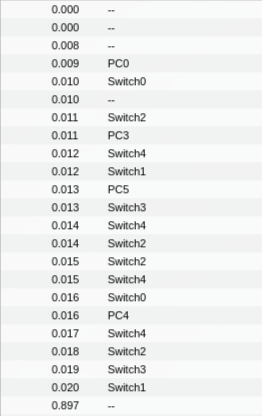 0.000 --
0.000 --
0.008 --
0.009 PC0
0.010 Switch0
0.010 --
0.011 Switch2
0.011 PC3
0.012 Switch4
0.012 Switch1
0.013 PC5
0.013 Switch3
0.014 Switch4
0.014 Switch2
0.015 Switch2
0.015 Switch4
0.016 Switch0
0.016 PC4
0.017 Switch4
0.018 Switch2
0.019 Switch3
0.020 Switch1
0.897 --